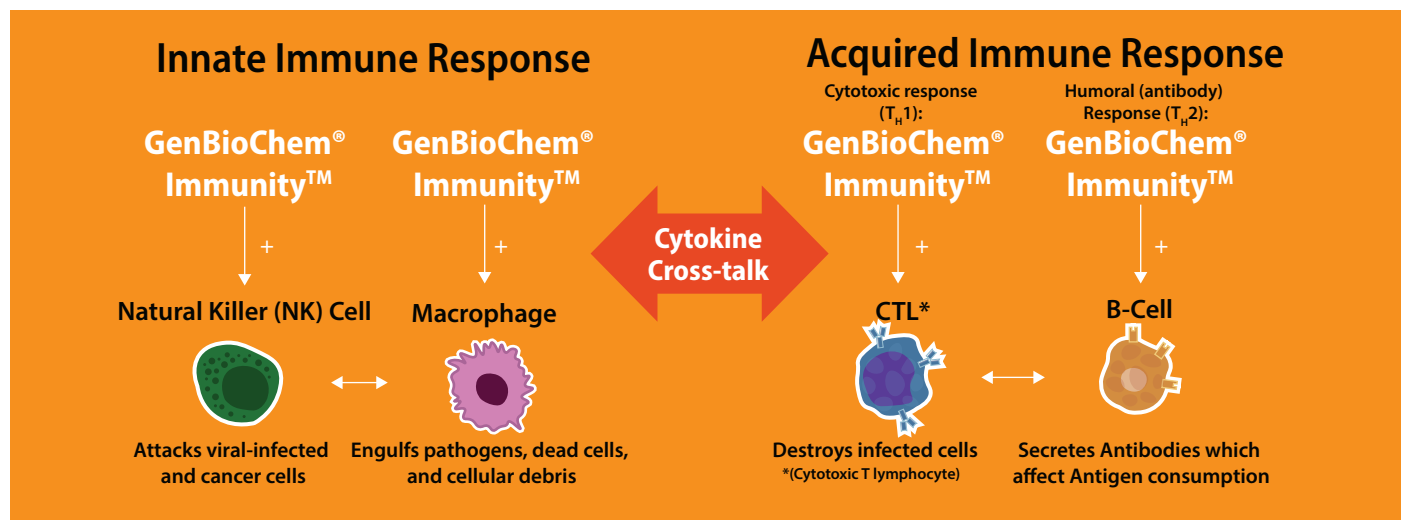 Innate Immune Response
GenBioChem®
Immunity™
+
Natural Killer (NK) Cell
Attacks viral-infected
and cancer cells
GenBioChem®
Immunity™
+
Macrophage
Engulfs pathogens, dead cells,
and cellular debris
Cytokine
Cross-talk
Acquired Immune Response
Cytotoxic response
(TH1):
GenBioChem®
Immunity™
+
CTL*
Destroys infected cells
*(Cytotoxic T lymphocyte)
Humoral (antibody)
Response (TH2):
GenBioChem®
Immunity™
+
B-Cell
Secretes Antibodies which
affect Antigen consumption